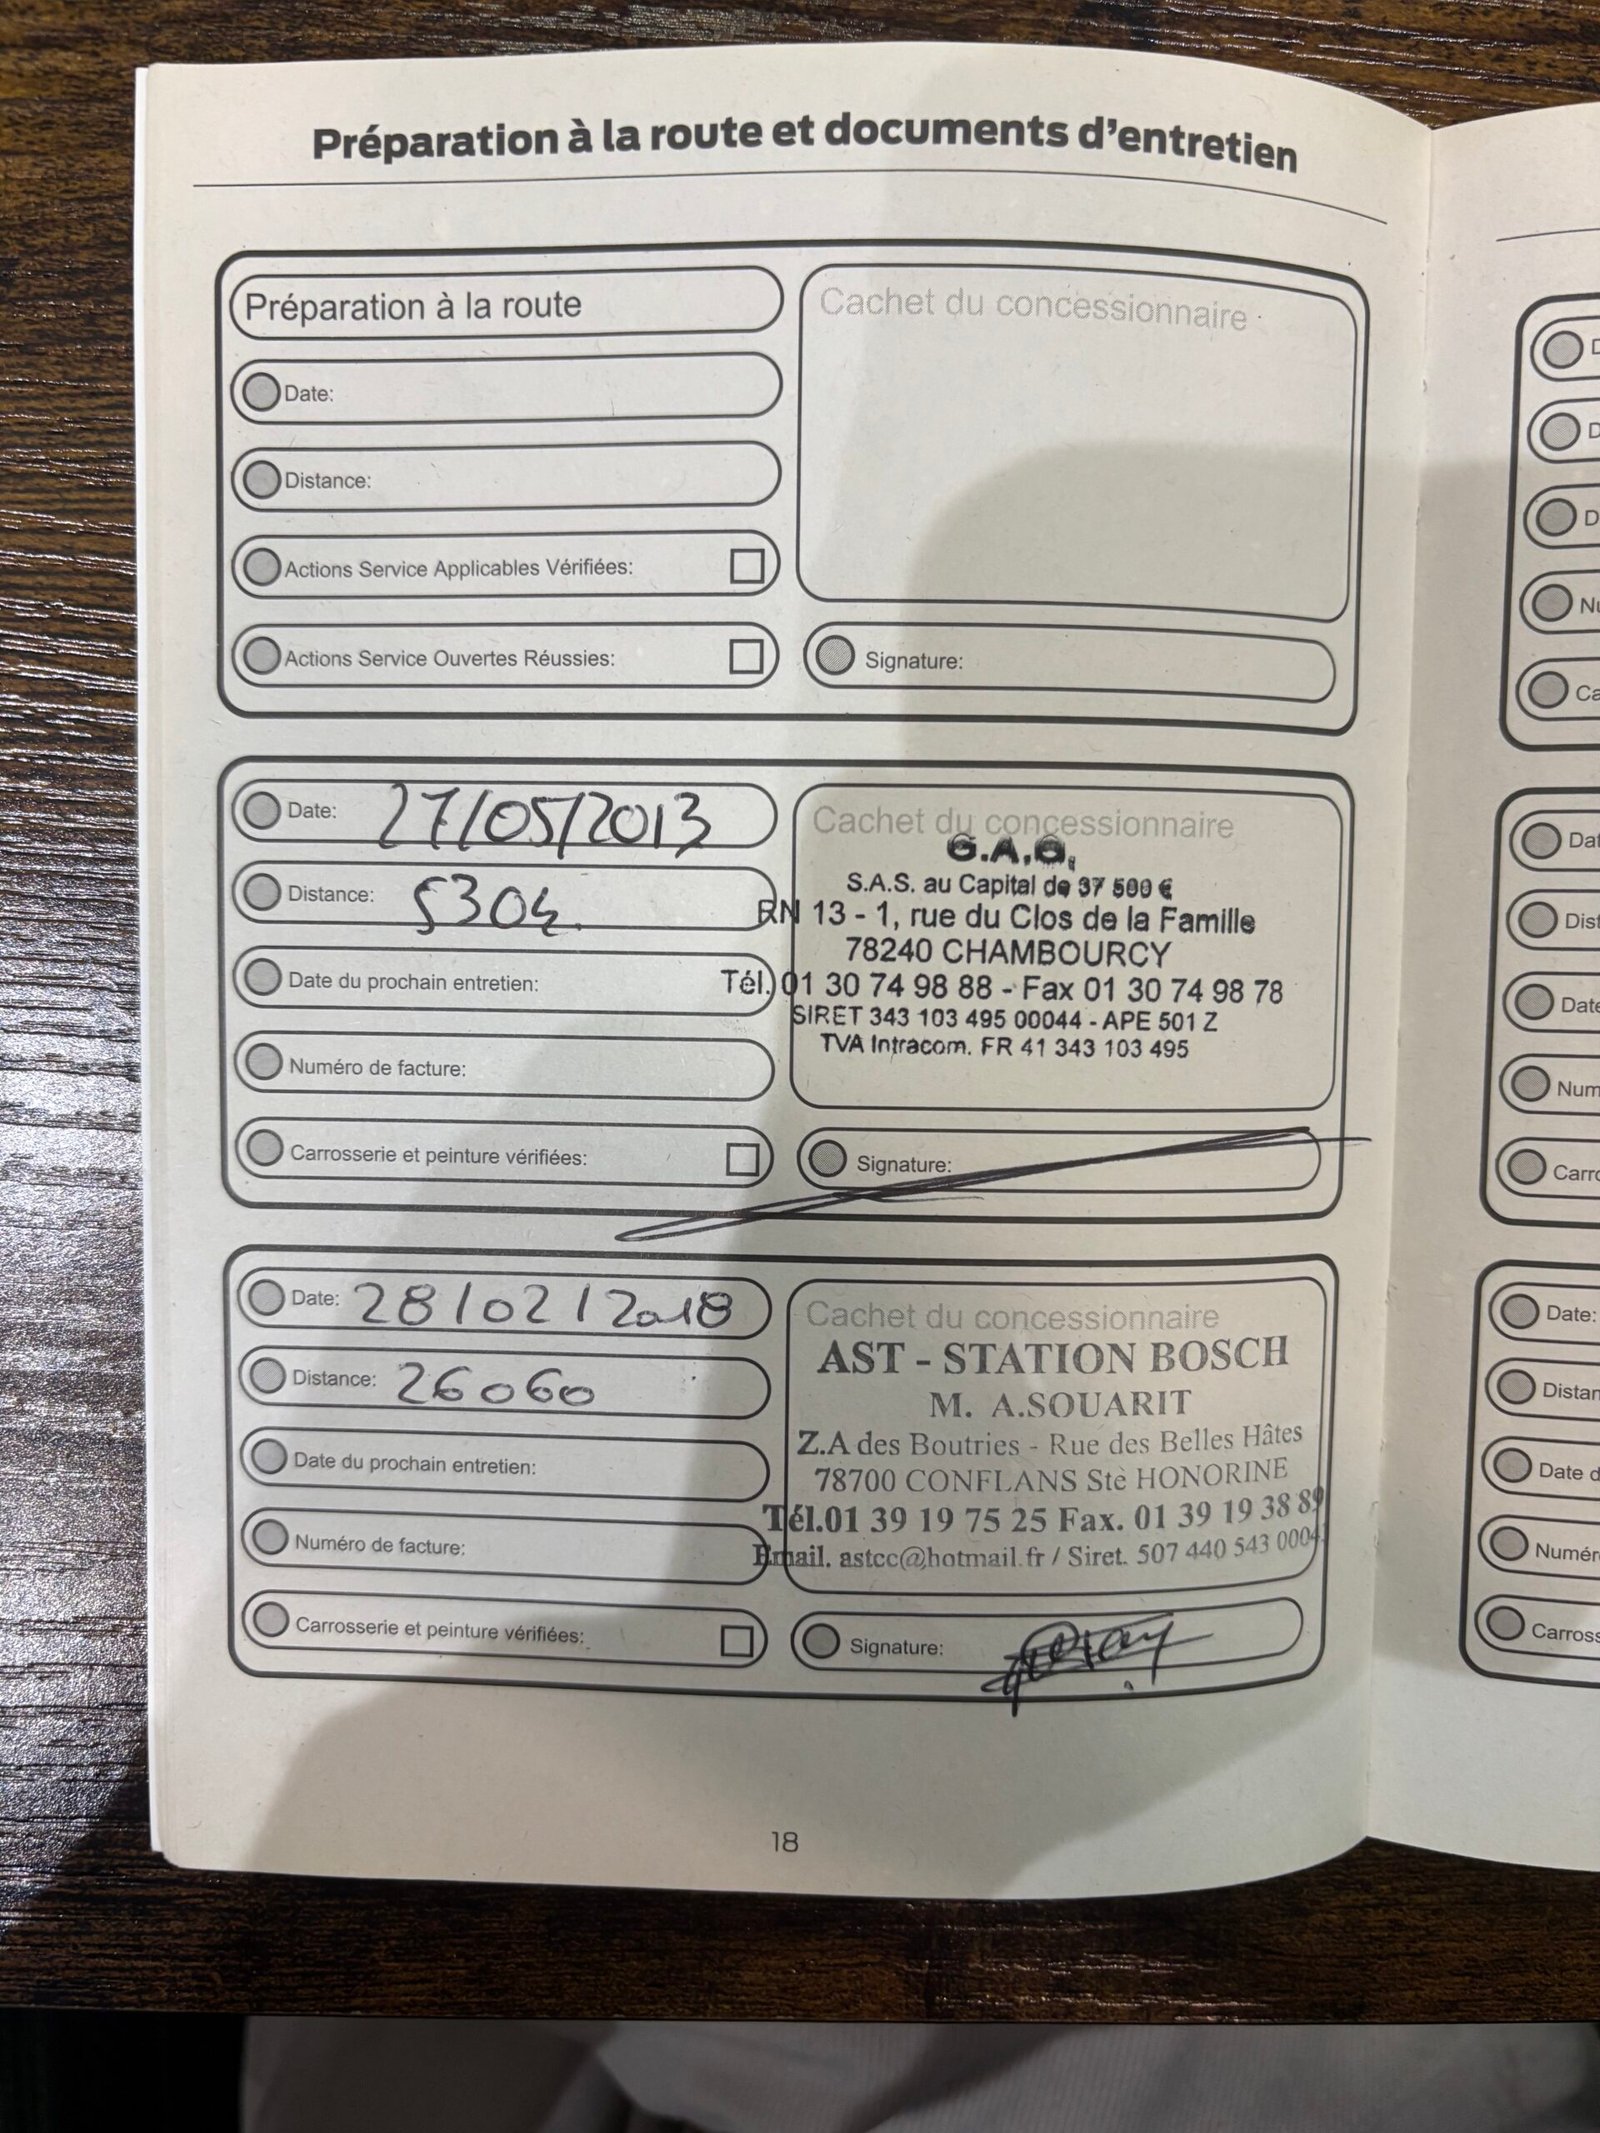 Préparation à la route et documents d'entretien
Préparation à la route
Cachet du concessionnaire
Date:
Distance:
Actions Service Applicables Vérifiées:
Actions Service Ouvertes Réussies:
Signature:
Date: 27/05/2013
Distance: 5304
Date du prochain entretien:
Numéro de facture:
Carrosserie et peinture vérifiées:
Cachet du concessionnaire
G.A.O.
S.A.S. au Capital de 37 500 €
RN 13 - 1, rue du Clos de la Famille
78240 CHAMBOURCY
Tél. 01 30 74 98 88 - Fax 01 30 74 98 78
SIRET 343 103 495 00044 - APE 501 Z
TVA Intracom. FR 41 343 103 495
Signature:
Date: 28/02/2018
Distance: 26060
Date du prochain entretien:
Numéro de facture:
Carrosserie et peinture vérifiées:
Cachet du concessionnaire
AST - STATION BOSCH
M. A.SOUARIT
Z.A des Boutries - Rue des Belles Hâtes
78700 CONFLANS Stè HONORINE
Tél.01 39 19 75 25 Fax. 01 39 19 38 89
Email. astcc@hotmail.fr / Siret. 507 440 543 0004
Signature:
18
Date:
Date d
Numér
Carross